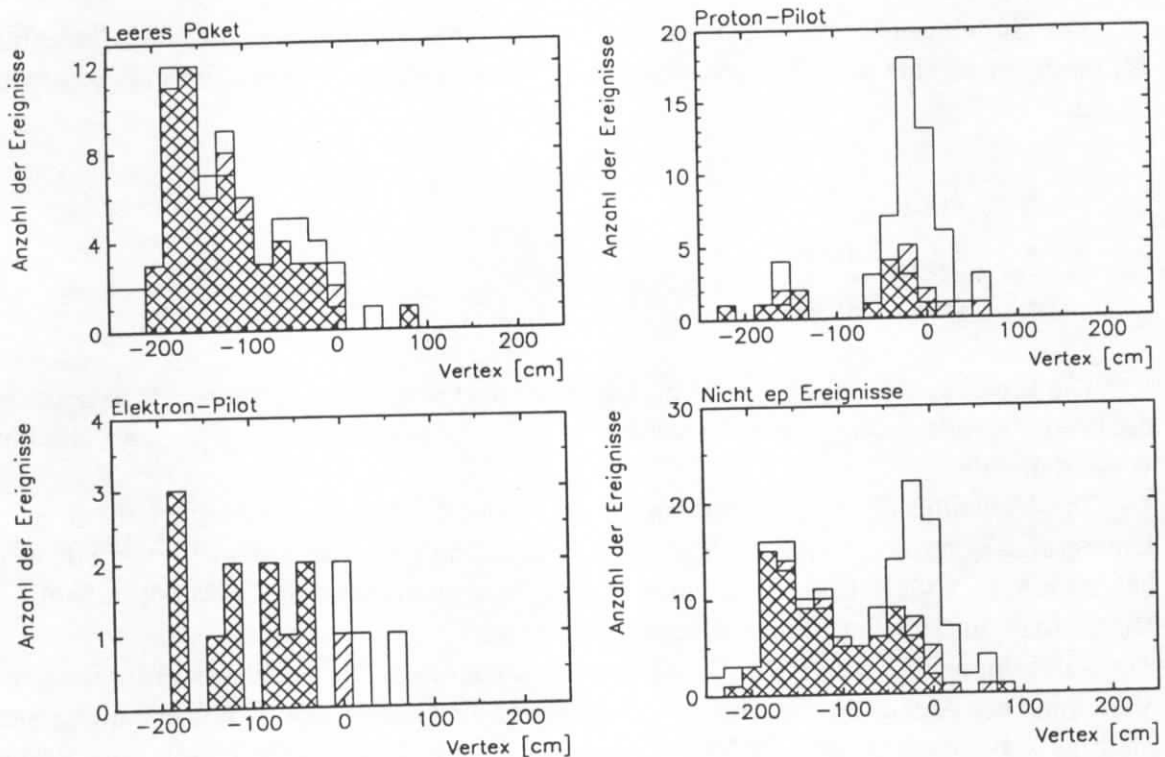 Leeres Paket
Anzahl der Ereignisse
12
8
4
0
−200 −100 0 100 200
Vertex [cm]
Proton−Pilot
Anzahl der Ereignisse
20
15
10
5
0
−200 −100 0 100 200
Vertex [cm]
Elektron−Pilot
Anzahl der Ereignisse
4
3
2
1
0
−200 −100 0 100 200
Vertex [cm]
Nicht ep Ereignisse
Anzahl der Ereignisse
30
20
10
0
−200 −100 0 100 200
Vertex [cm]